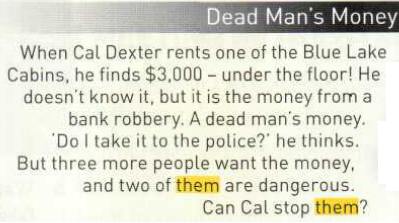 Dead Man's Money
When Cal Dexter rents one of the Blue Lake
Cabins, he finds $3,000 – under the floor! He
doesn't know it, but it is the money from a
bank robbery. A dead man's money.
'Do I take it to the police?' he thinks.
But three more people want the money,
and two of them are dangerous.
Can Cal stop them?